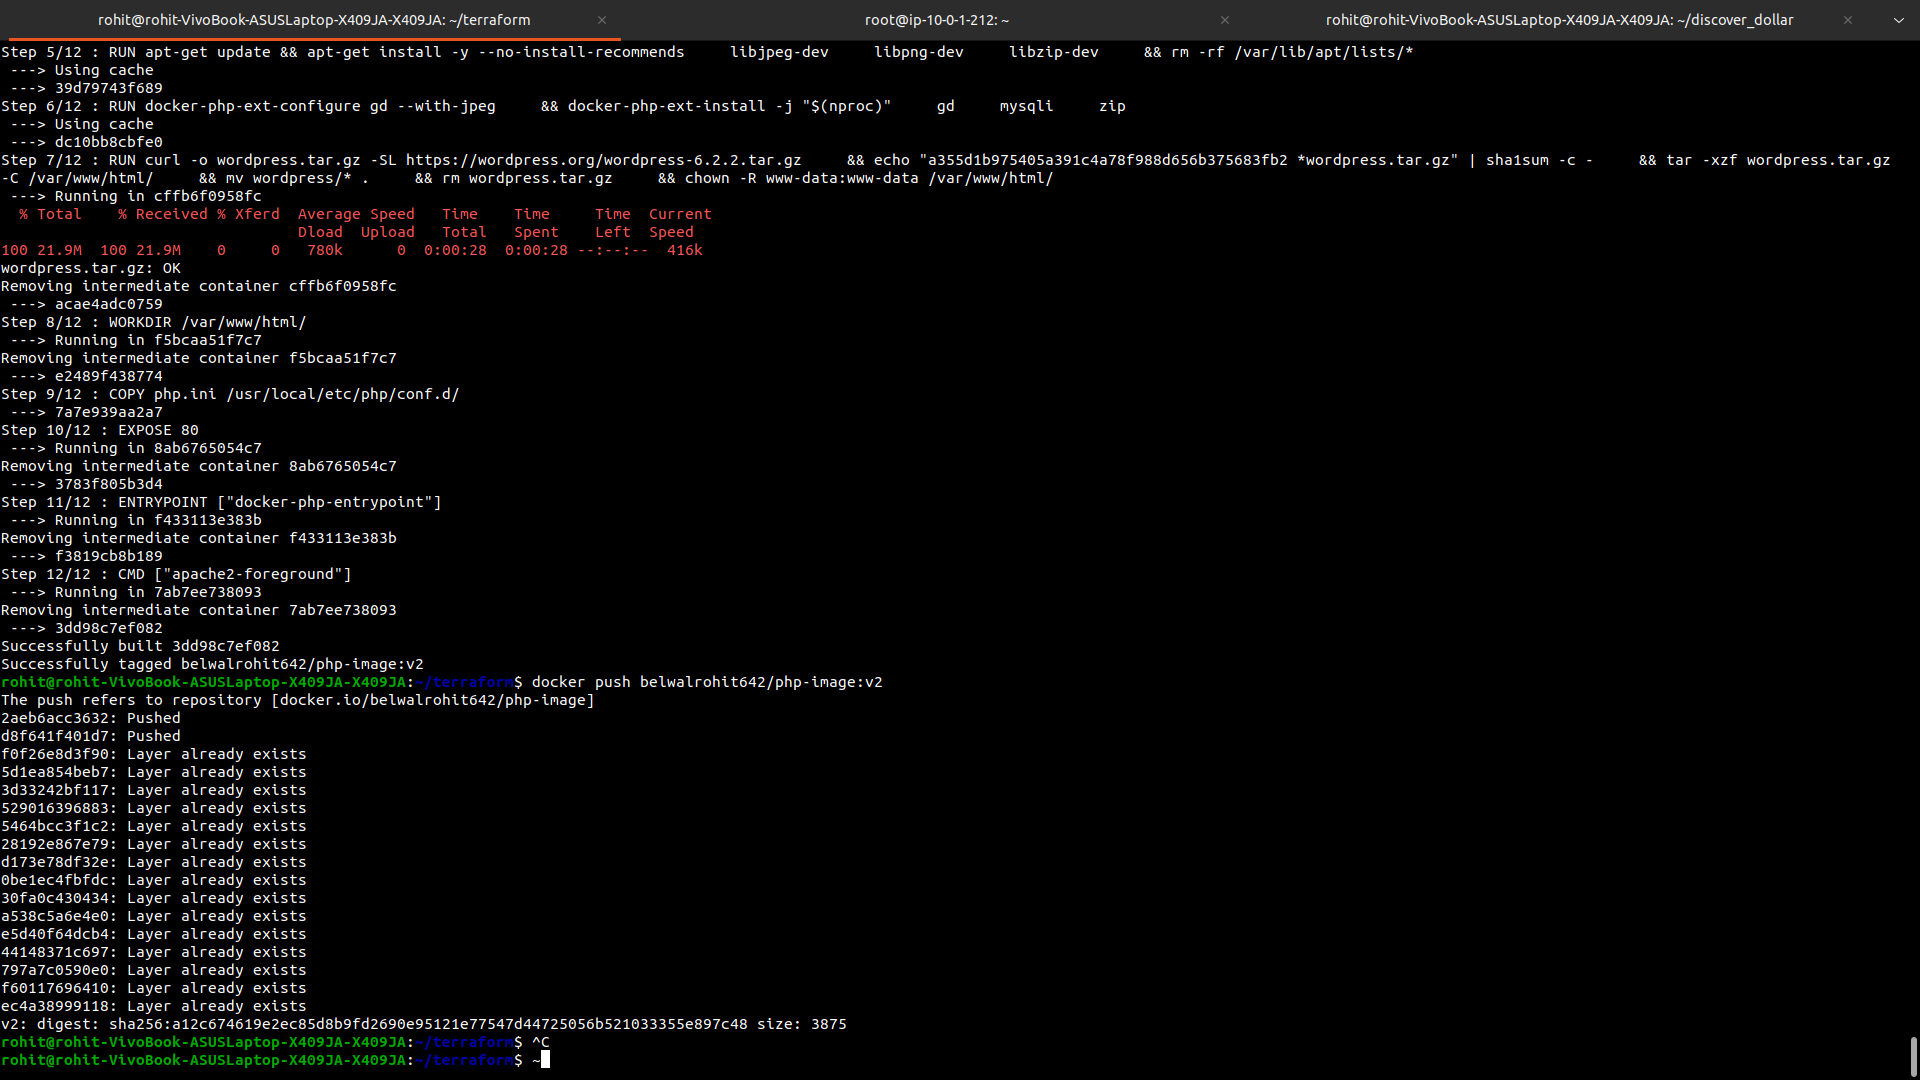 rohit@rohit-VivoBook-ASUSLaptop-X409JA-X409JA: ~/terraform × root@ip-10-0-1-212: ~ × rohit@rohit-VivoBook-ASUSLaptop-X409JA-X409JA: ~/discover_dollar ×
Step 5/12 : RUN apt-get update && apt-get install -y --no-install-recommends     libjpeg-dev     libpng-dev     libzip-dev     && rm -rf /var/lib/apt/lists/*
 ---> Using cache
 ---> 39d79743f689
Step 6/12 : RUN docker-php-ext-configure gd --with-jpeg     && docker-php-ext-install -j "$(nproc)"     gd     mysqli     zip
 ---> Using cache
 ---> dc10bb8cbfe0
Step 7/12 : RUN curl -o wordpress.tar.gz -SL https://wordpress.org/wordpress-6.2.2.tar.gz     && echo "a355d1b975405a391c4a78f988d656b375683fb2 *wordpress.tar.gz" | sha1sum -c -     && tar -xzf wordpress.tar.gz
-C /var/www/html/     && mv wordpress/* .     && rm wordpress.tar.gz     && chown -R www-data:www-data /var/www/html/
 ---> Running in cffb6f0958fc
  % Total    % Received % Xferd  Average Speed   Time    Time     Time  Current
                                 Dload  Upload   Total   Spent    Left  Speed
100 21.9M  100 21.9M    0     0   780k      0  0:00:28  0:00:28 --:--:--  416k
wordpress.tar.gz: OK
Removing intermediate container cffb6f0958fc
 ---> acae4adc0759
Step 8/12 : WORKDIR /var/www/html/
 ---> Running in f5bcaa51f7c7
Removing intermediate container f5bcaa51f7c7
 ---> e2489f438774
Step 9/12 : COPY php.ini /usr/local/etc/php/conf.d/
 ---> 7a7e939aa2a7
Step 10/12 : EXPOSE 80
 ---> Running in 8ab6765054c7
Removing intermediate container 8ab6765054c7
 ---> 3783f805b3d4
Step 11/12 : ENTRYPOINT ["docker-php-entrypoint"]
 ---> Running in f433113e383b
Removing intermediate container f433113e383b
 ---> f3819cb8b189
Step 12/12 : CMD ["apache2-foreground"]
 ---> Running in 7ab7ee738093
Removing intermediate container 7ab7ee738093
 ---> 3dd98c7ef082
Successfully built 3dd98c7ef082
Successfully tagged belwalrohit642/php-image:v2
rohit@rohit-VivoBook-ASUSLaptop-X409JA-X409JA:~/terraform$ docker push belwalrohit642/php-image:v2
The push refers to repository [docker.io/belwalrohit642/php-image]
2aeb6acc3632: Pushed
d8f641f401d7: Pushed
f0f26e8d3f90: Layer already exists
5d1ea854beb7: Layer already exists
3d33242bf117: Layer already exists
529016396883: Layer already exists
5464bcc3f1c2: Layer already exists
28192e867e79: Layer already exists
d173e78df32e: Layer already exists
0be1ec4fbfdc: Layer already exists
30fa0c430434: Layer already exists
a538c5a6e4e0: Layer already exists
e5d40f64dcb4: Layer already exists
44148371c697: Layer already exists
797a7c0590e0: Layer already exists
f60117696410: Layer already exists
ec4a38999118: Layer already exists
v2: digest: sha256:a12c674619e2ec85d8b9fd2690e95121e77547d44725056b521033355e897c48 size: 3875
rohit@rohit-VivoBook-ASUSLaptop-X409JA-X409JA:~/terraform$ ^C
rohit@rohit-VivoBook-ASUSLaptop-X409JA-X409JA:~/terraform$ ~